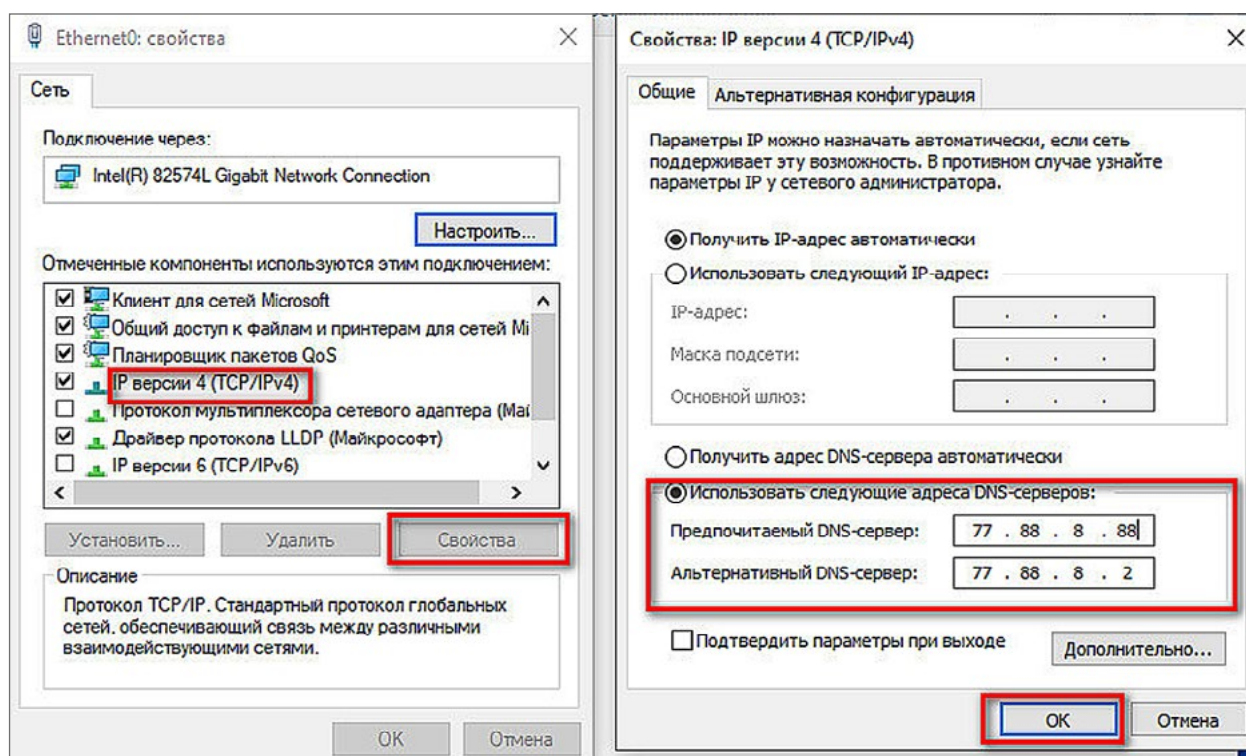 Ethernet0: свойства
Сеть
Подключение через:
Intel(R) 82574L Gigabit Network Connection
Настроить...
Отмеченные компоненты используются этим подключением:
Клиент для сетей Microsoft
Общий доступ к файлам и принтерам для сетей Mi
Планировщик пакетов QoS
IP версии 4 (TCP/IPv4)
Протокол мультиплексора сетевого адаптера (Май
Драйвер протокола LLDP (Майкрософт)
IP версии 6 (TCP/IPv6)
Установить...
Удалить
Свойства
Описание
Протокол TCP/IP. Стандартный протокол глобальных
сетей, обеспечивающий связь между различными
взаимодействующими сетями.
OK
Отмена
Свойства: IP версии 4 (TCP/IPv4)
Общие
Альтернативная конфигурация
Параметры IP можно назначать автоматически, если сеть
поддерживает эту возможность. В противном случае узнайте
параметры IP у сетевого администратора.
Получить IP-адрес автоматически
Использовать следующий IP-адрес:
IP-адрес: . . .
Маска подсети: . . .
Основной шлюз: . . .
Получить адрес DNS-сервера автоматически
Использовать следующие адреса DNS-серверов:
Предпочитаемый DNS-сервер: 77 . 88 . 8 . 88
Альтернативный DNS-сервер: 77 . 88 . 8 . 2
Подтвердить параметры при выходе
Дополнительно...
OK
Отмена